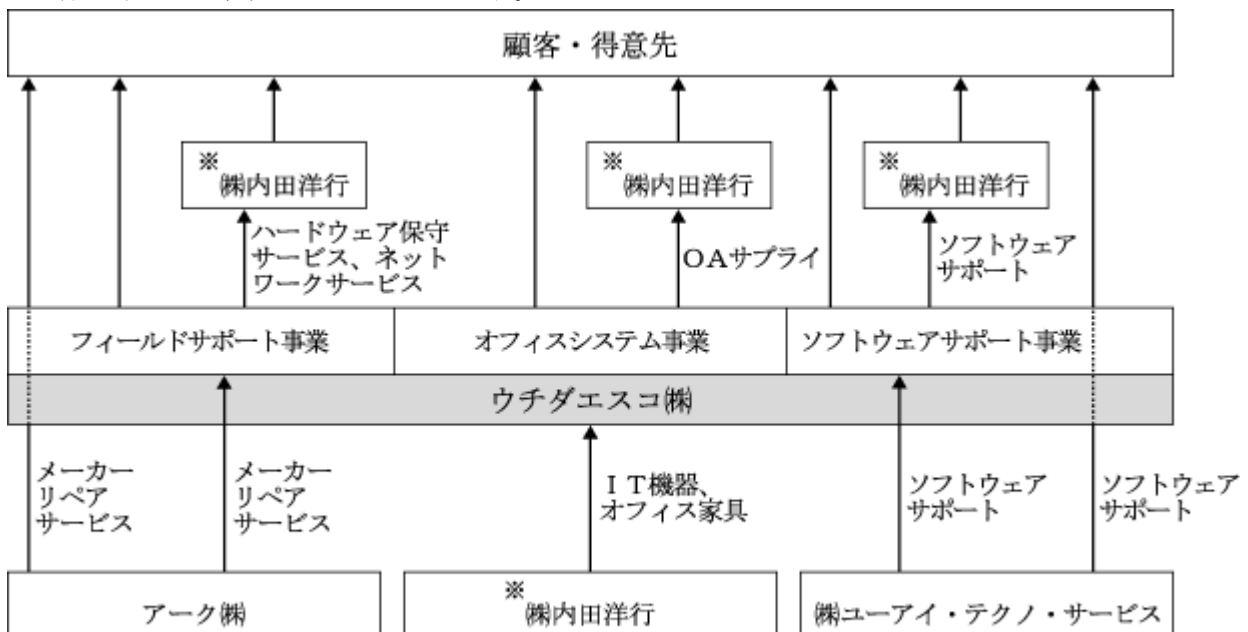 顧客・得意先
※
㈱内田洋行
※
㈱内田洋行
※
㈱内田洋行
ハードウェア保守
サービス、ネット
ワークサービス
OAサプライ
ソフトウェア
サポート
フィールドサポート事業
オフィスシステム事業
ソフトウェアサポート事業
ウチダエスコ㈱
メーカー
リペア
サービス
メーカー
リペア
サービス
IT機器、
オフィス家具
ソフトウェア
サポート
ソフトウェア
サポート
アーク㈱
※
㈱内田洋行
㈱ユーアイ・テクノ・サービス